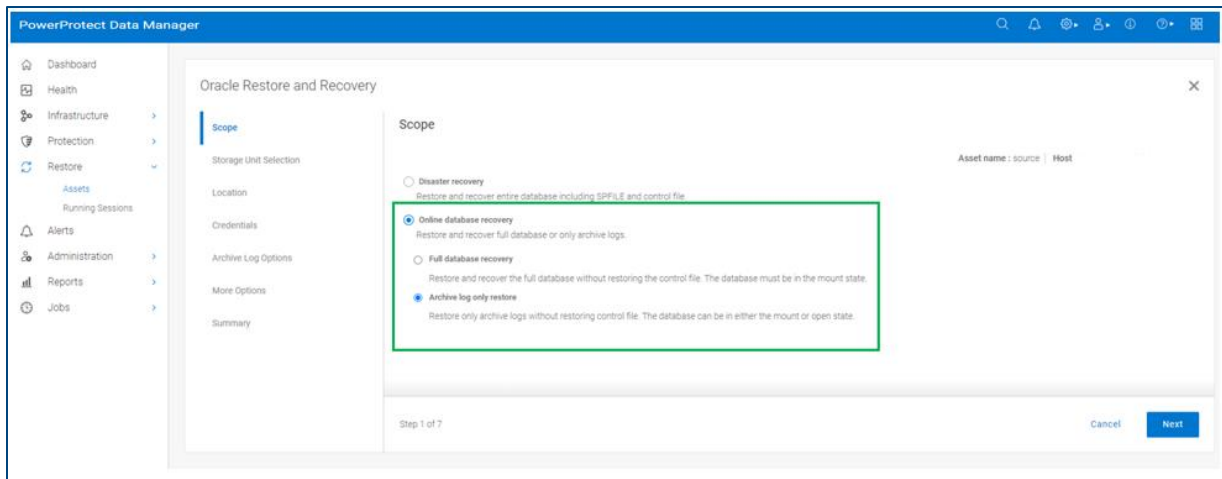 PowerProtect Data Manager
Dashboard
Health
Infrastructure
Protection
Restore
Assets
Running Sessions
Alerts
Administration
Reports
Jobs
Oracle Restore and Recovery
Scope
Storage Unit Selection
Location
Credentials
Archive Log Options
More Options
Summary
Scope
Asset name : source | Host
Disaster recovery
Restore and recover entire database including SPFILE and control file
Online database recovery
Restore and recover full database or only archive logs.
Full database recovery
Restore and recover the full database without restoring the control file. The database must be in the mount state.
Archive log only restore
Restore only archive logs without restoring control file. The database can be in either the mount or open state.
Step 1 of 7
Cancel
Next